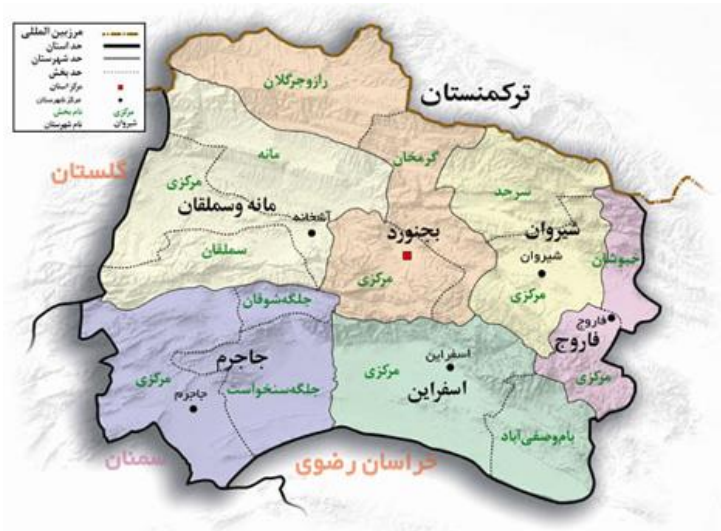 مرزبین المللی
حد استان
حد شهرستان
حد بخش
مرکز استان
مرکز شهرستان
نام بخش
مرکزی
نام شهرستان
شیروان
ترکمنستان
گلستان
سمنان
خراسان رضوی
رازوجرگلان
گرمخان
مانه
مرکزی
مانه وسملقان
آشخانه
سملقان
بجنورد
مرکزی
سرحد
شیروان
شیروان
مرکزی
خبوشان
فاروج
فاروج
مرکزی
جلگه‌شوقان
جاجرم
مرکزی
جاجرم
جلگه‌سنخواست
اسفراین
مرکزی
اسفراین
بام‌وصفی‌آباد